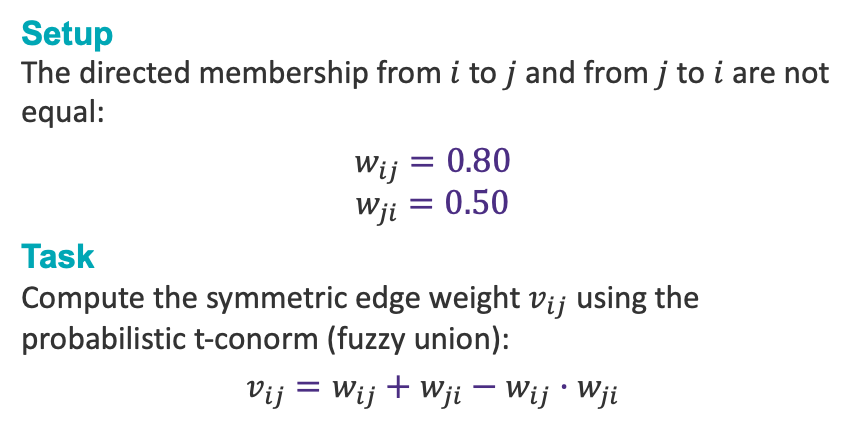 Setup
The directed membership from i to j and from j to i are not
equal:
w_{ij} = 0.80
w_{ji} = 0.50
Task
Compute the symmetric edge weight v_{ij} using the
probabilistic t-conorm (fuzzy union):
v_{ij} = w_{ij} + w_{ji} − w_{ij} · w_{ji}